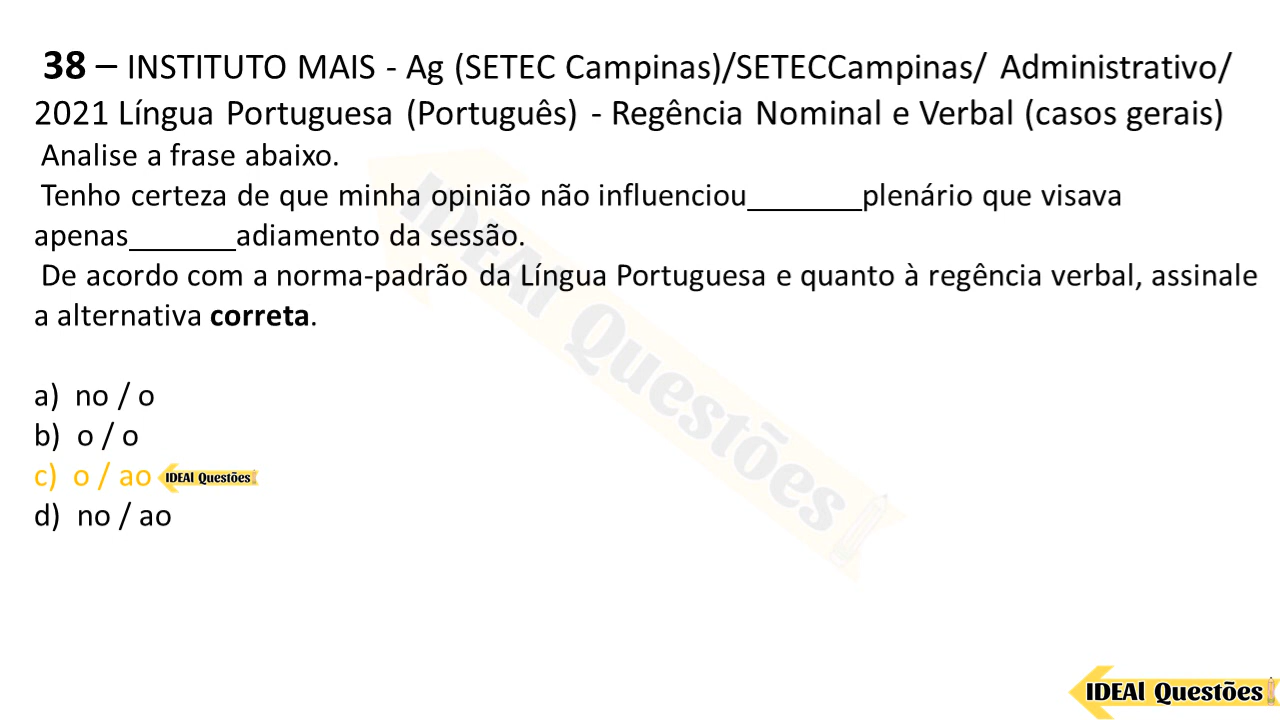 38 – INSTITUTO MAIS - Ag (SETEC Campinas)/SETECCampinas/ Administrativo/
2021 Língua Portuguesa (Português) - Regência Nominal e Verbal (casos gerais)
Analise a frase abaixo.
Tenho certeza de que minha opinião não influenciou_______plenário que visava
apenas_______adiamento da sessão.
De acordo com a norma-padrão da Língua Portuguesa e quanto à regência verbal, assinale
a alternativa correta.
a) no / o
b) o / o
c) o / ao IDEAl Questões
d) no / ao
IDEAl Questões
IDEAl Questões